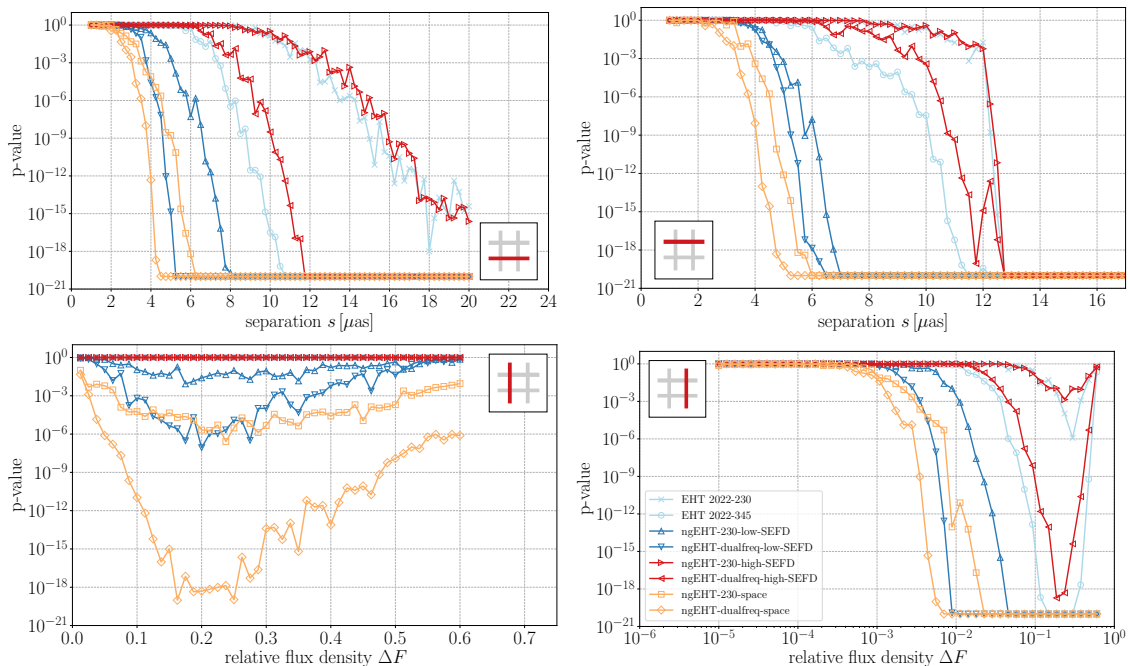 10^0
10^-3
10^-6
10^-9
10^-12
10^-15
10^-18
10^-21
p-value
0 2 4 6 8 10 12 14 16 18 20 22 24
separation s [μas]
10^0
10^-3
10^-6
10^-9
10^-12
10^-15
10^-18
10^-21
p-value
0 2 4 6 8 10 12 14 16
separation s [μas]
10^0
10^-3
10^-6
10^-9
10^-12
10^-15
10^-18
10^-21
p-value
0.0 0.1 0.2 0.3 0.4 0.5 0.6 0.7
relative flux density ΔF
10^0
10^-3
10^-6
10^-9
10^-12
10^-15
10^-18
10^-21
p-value
EHT 2022-230
EHT 2022-345
ngEHT-230-low-SEFD
ngEHT-dualfreq-low-SEFD
ngEHT-230-high-SEFD
ngEHT-dualfreq-high-SEFD
ngEHT-230-space
ngEHT-dualfreq-space
10^-6 10^-5 10^-4 10^-3 10^-2 10^-1 10^0
relative flux density ΔF